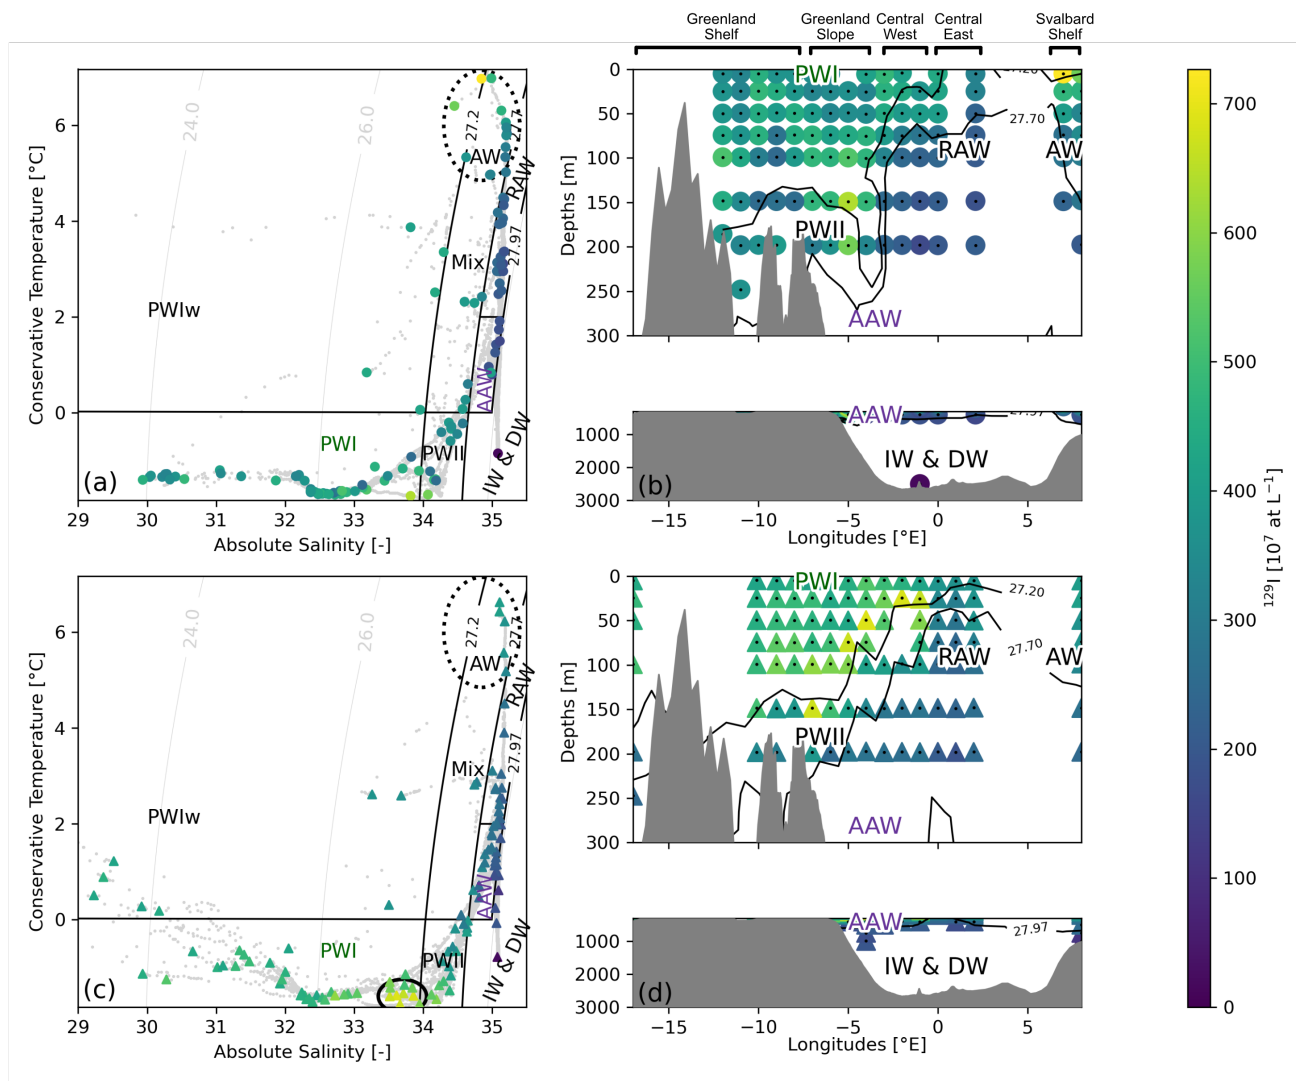 Greenland Shelf
Greenland Slope
Central West
Central East
Svalbard Shelf
24.0
26.0
27.2
27.7
AW
RAW
27.97
Mix
PWIw
AAW
PWI
PWII
IW & DW
(a)
0
2
4
6
Conservative Temperature [°C]
29 30 31 32 33 34 35
Absolute Salinity [-]
PWI
27.20
27.70
RAW
AW
PWII
AAW
0
50
100
150
200
250
300
Depths [m]
AAW
27.97
IW & DW
(b)
1000
2000
3000
−15 −10 −5 0 5
Longitudes [°E]
24.0
26.0
27.2
27.7
AW
RAW
27.97
Mix
PWIw
AAW
PWI
PWII
IW & DW
(c)
0
2
4
6
Conservative Temperature [°C]
29 30 31 32 33 34 35
Absolute Salinity [-]
PWI
27.20
27.70
RAW
AW
PWII
AAW
0
50
100
150
200
250
300
Depths [m]
AAW
27.97
IW & DW
(d)
1000
2000
3000
−15 −10 −5 0 5
Longitudes [°E]
700
600
500
400
300
200
100
0
¹²⁹I [10⁷ at L⁻¹]